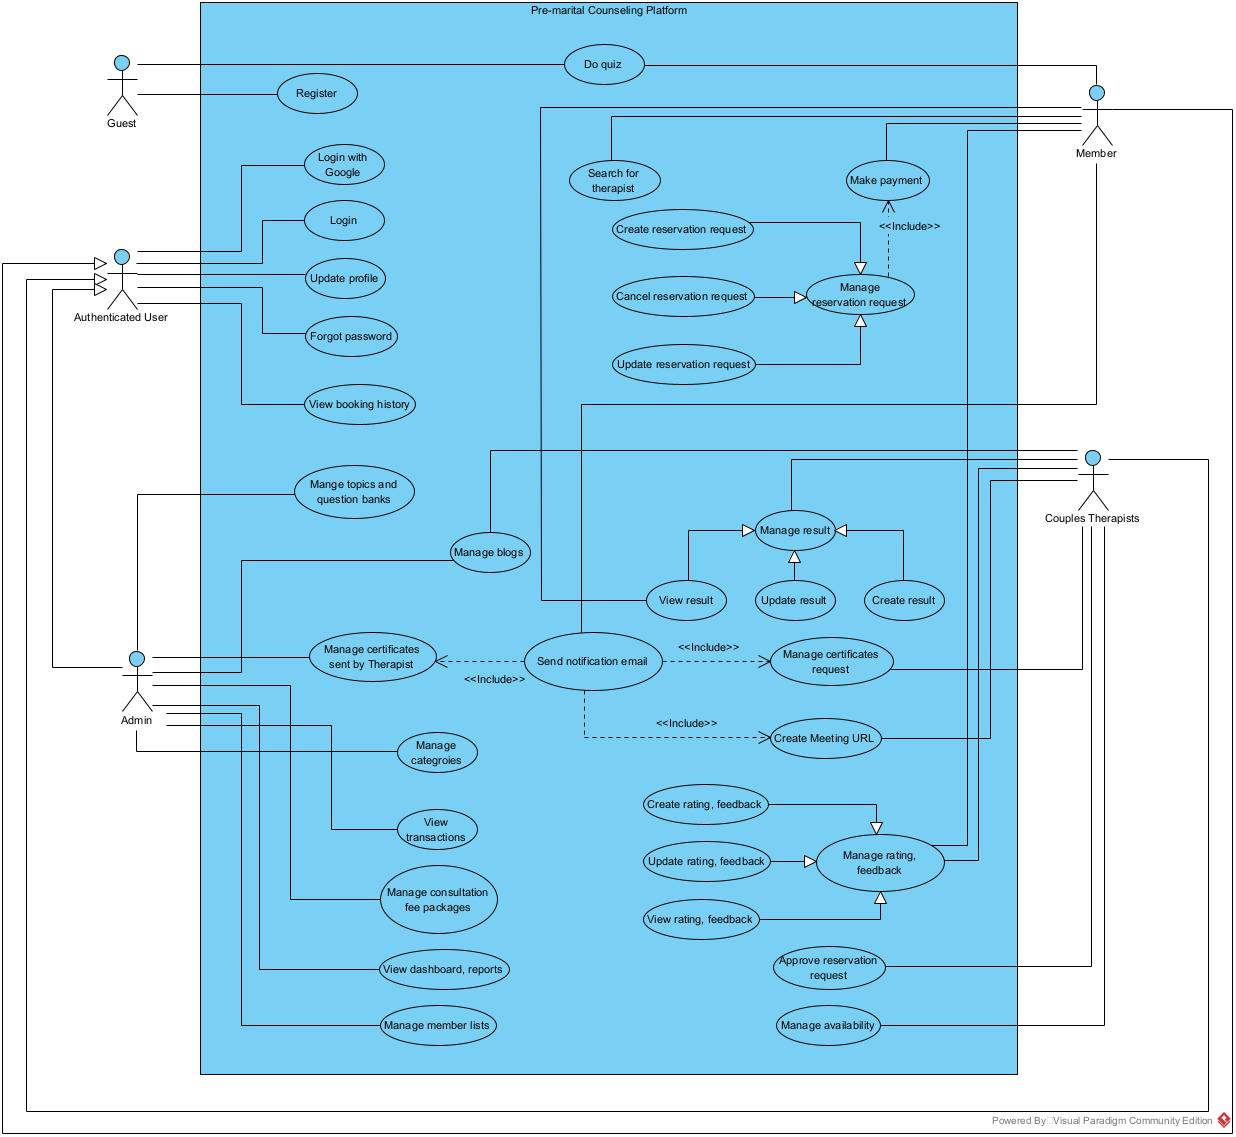 Pre-marital Counseling Platform
Do quiz
Register
Guest
Member
Login with
Google
Search for
therapist
Make payment
Login
Create reservation request
<<Include>>
Update profile
Authenticated User
Manage
reservation request
Cancel reservation request
Forgot password
Update reservation request
View booking history
Mange topics and
question banks
Couples Therapists
Manage result
Manage blogs
View result
Update result
Create result
Manage certificates
sent by Therapist
<<Include>>
Send notification email
<<Include>>
Manage certificates
request
Admin
<<Include>>
Create Meeting URL
Manage
categroies
Create rating, feedback
View
transactions
Manage rating,
feedback
Update rating, feedback
Manage consultation
fee packages
View rating, feedback
View dashboard, reports
Approve reservation
request
Manage member lists
Manage availability
Powered By Visual Paradigm Community Edition